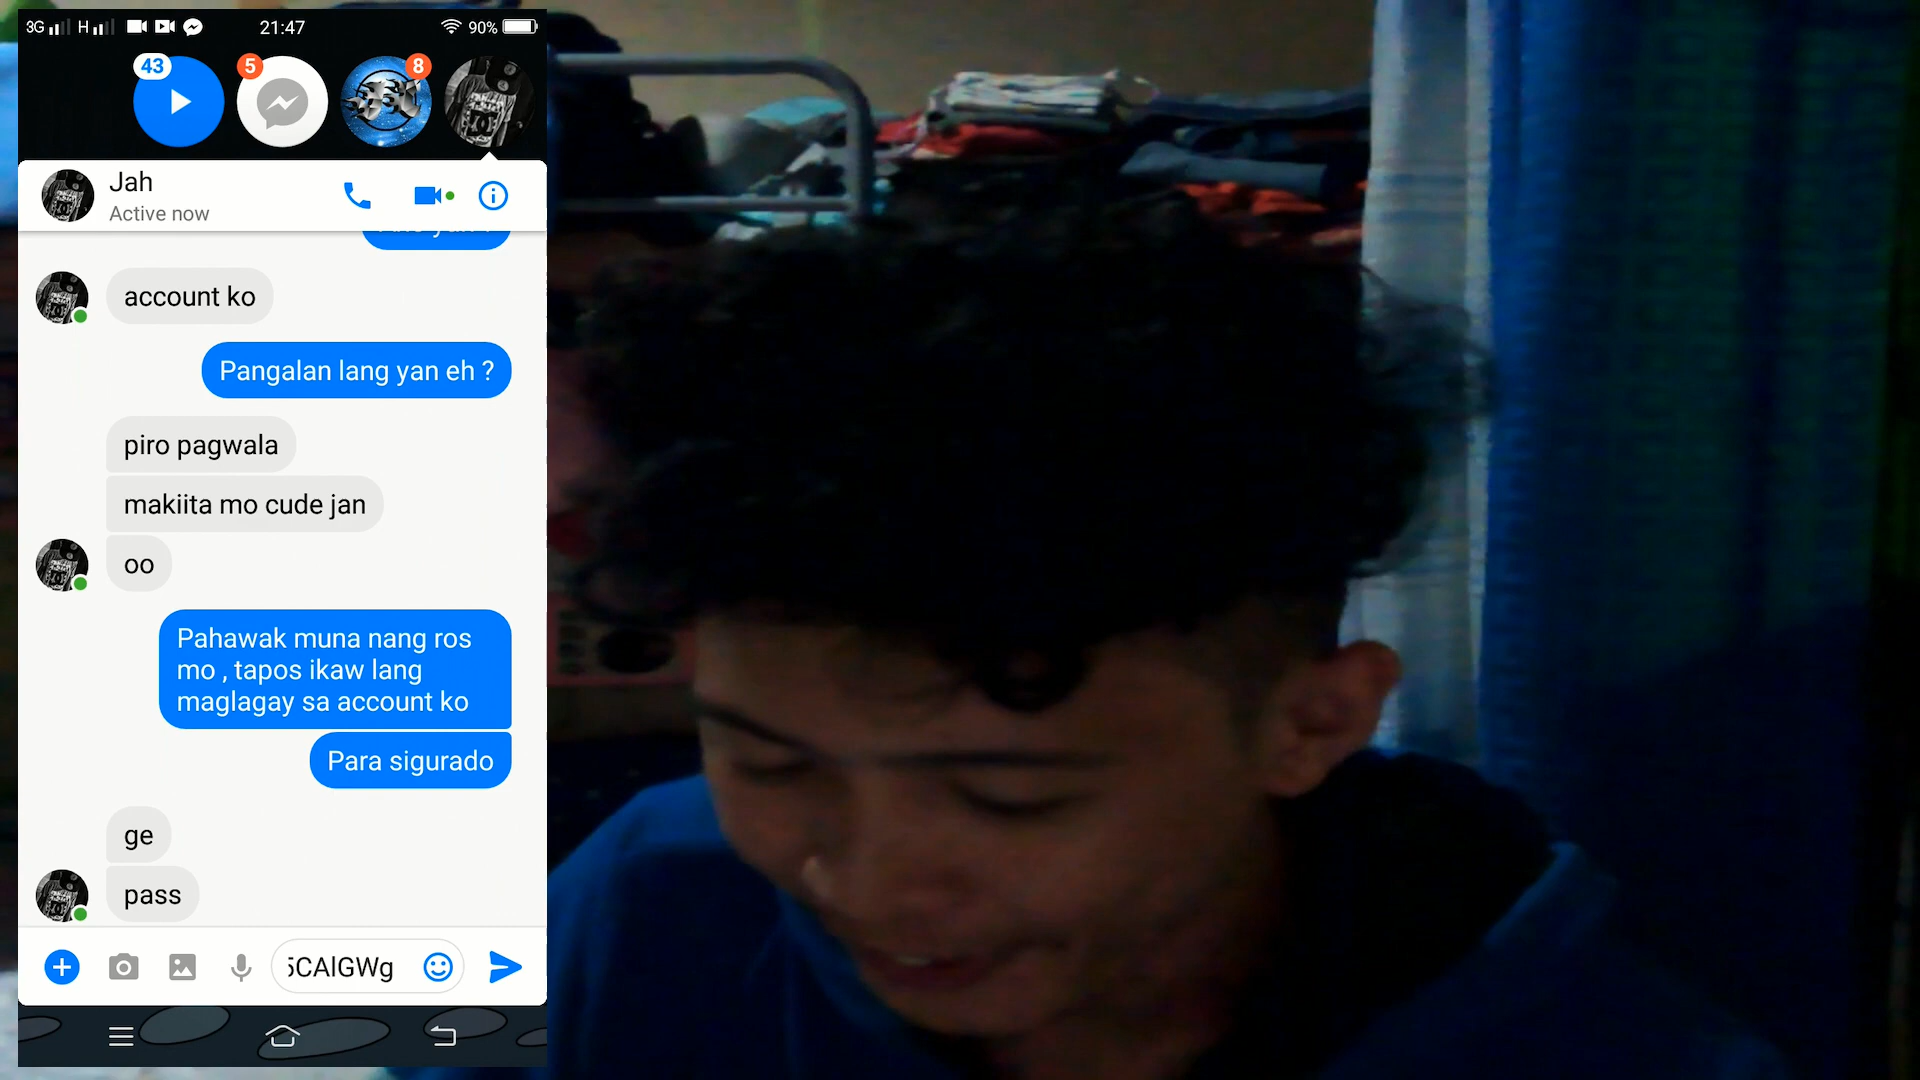 3G H 21:47 90%
43 5 8
Jah
Active now
account ko
Pangalan lang yan eh ?
piro pagwala
makiita mo cude jan
oo
Pahawak muna nang ros
mo , tapos ikaw lang
maglagay sa account ko
Para sigurado
ge
pass
5CAlGWg